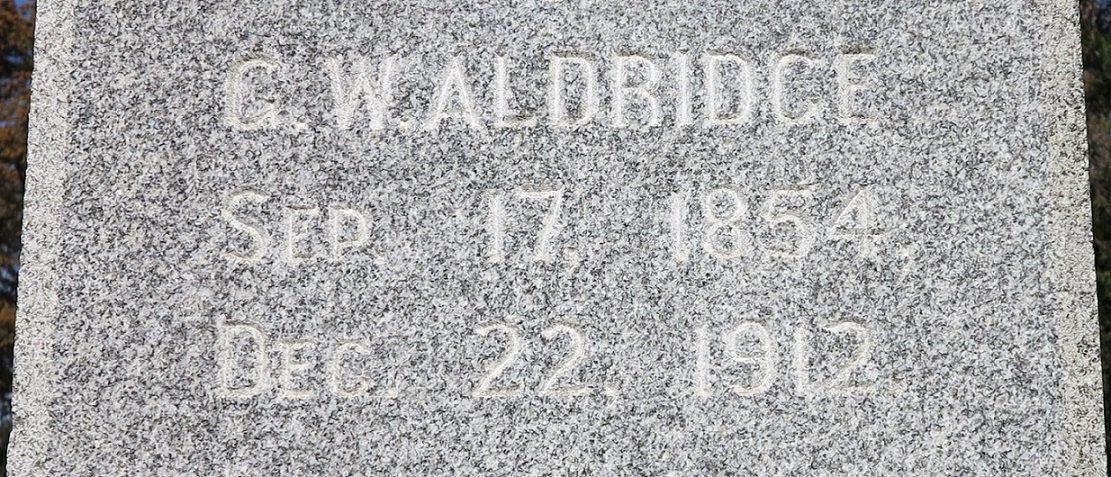 G. W. ALDRIDGE
SEP. 17, 1854,
DEC. 22. 1912.